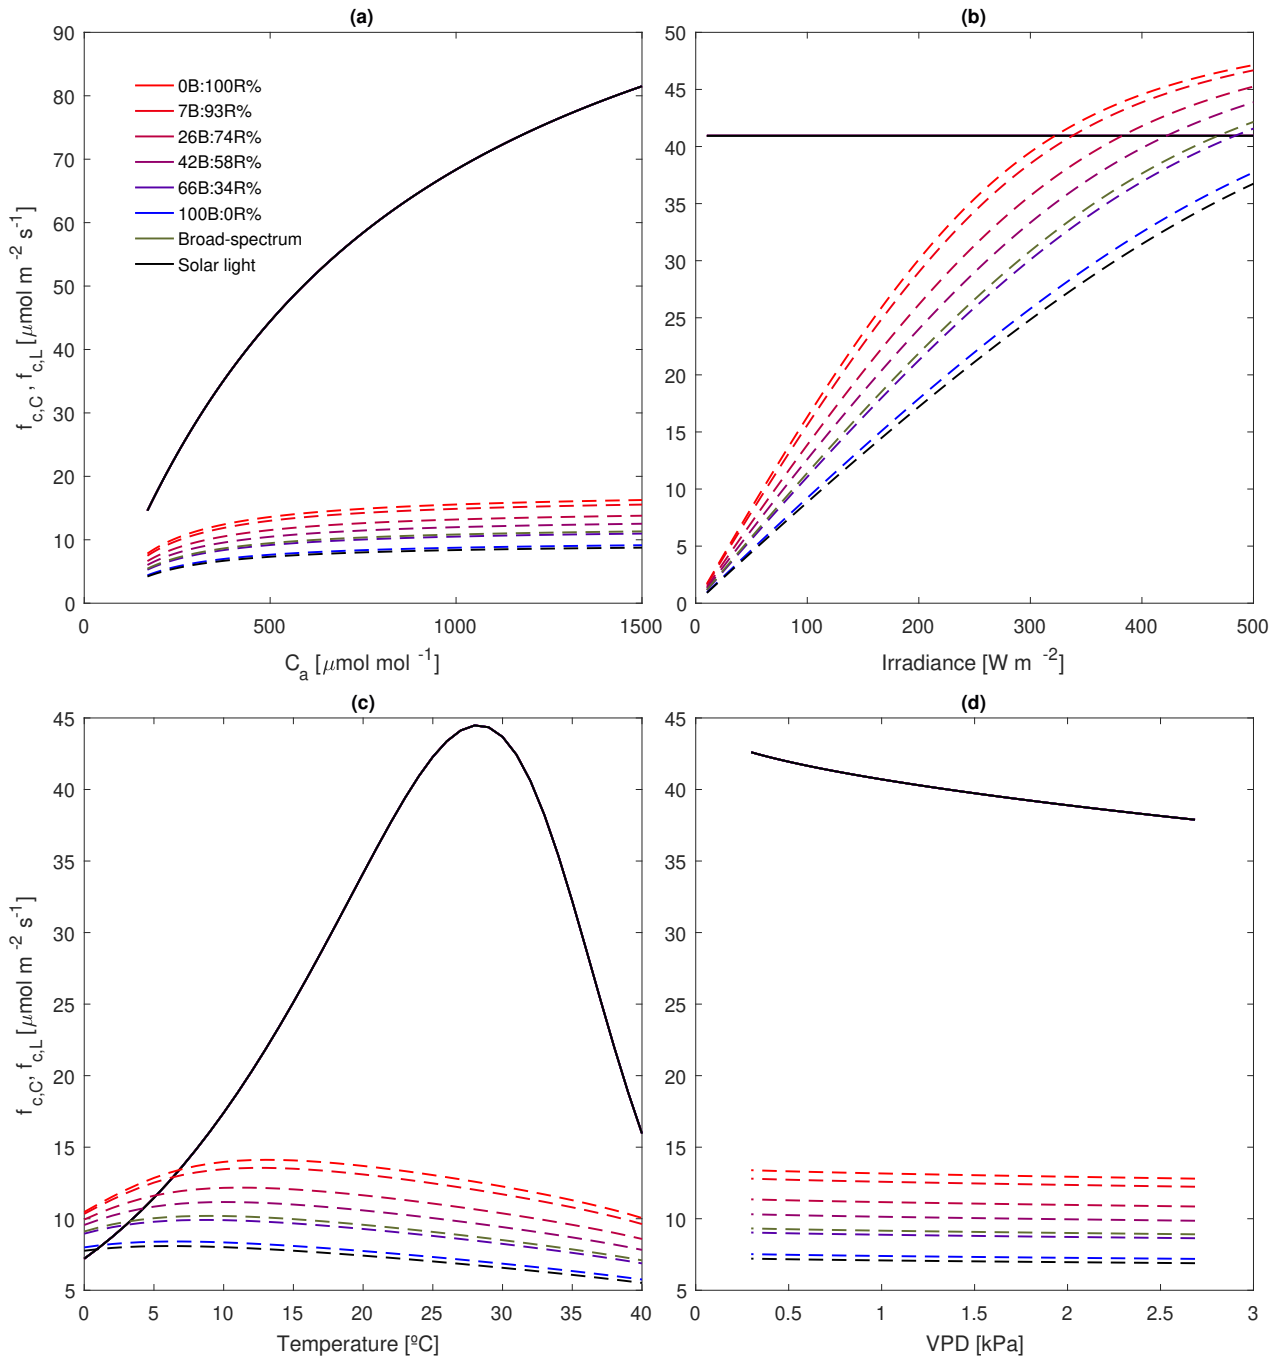 (a)
90
80
70
60
50
40
30
20
10
0
f c,C , f c,L [μmol m -2 s-1]
0B:100R%
7B:93R%
26B:74R%
42B:58R%
66B:34R%
100B:0R%
Broad-spectrum
Solar light
0 500 1000 1500
C a [ μmol mol -1 ]
(b)
50
45
40
35
30
25
20
15
10
5
0
0 100 200 300 400 500
Irradiance [W m -2 ]
(c)
45
40
35
30
25
20
15
10
5
f c,C, f c,L [μmol m -2 s-1]
0 5 10 15 20 25 30 35 40
Temperature [ºC]
(d)
45
40
35
30
25
20
15
10
5
0 0.5 1 1.5 2 2.5 3
VPD [kPa]